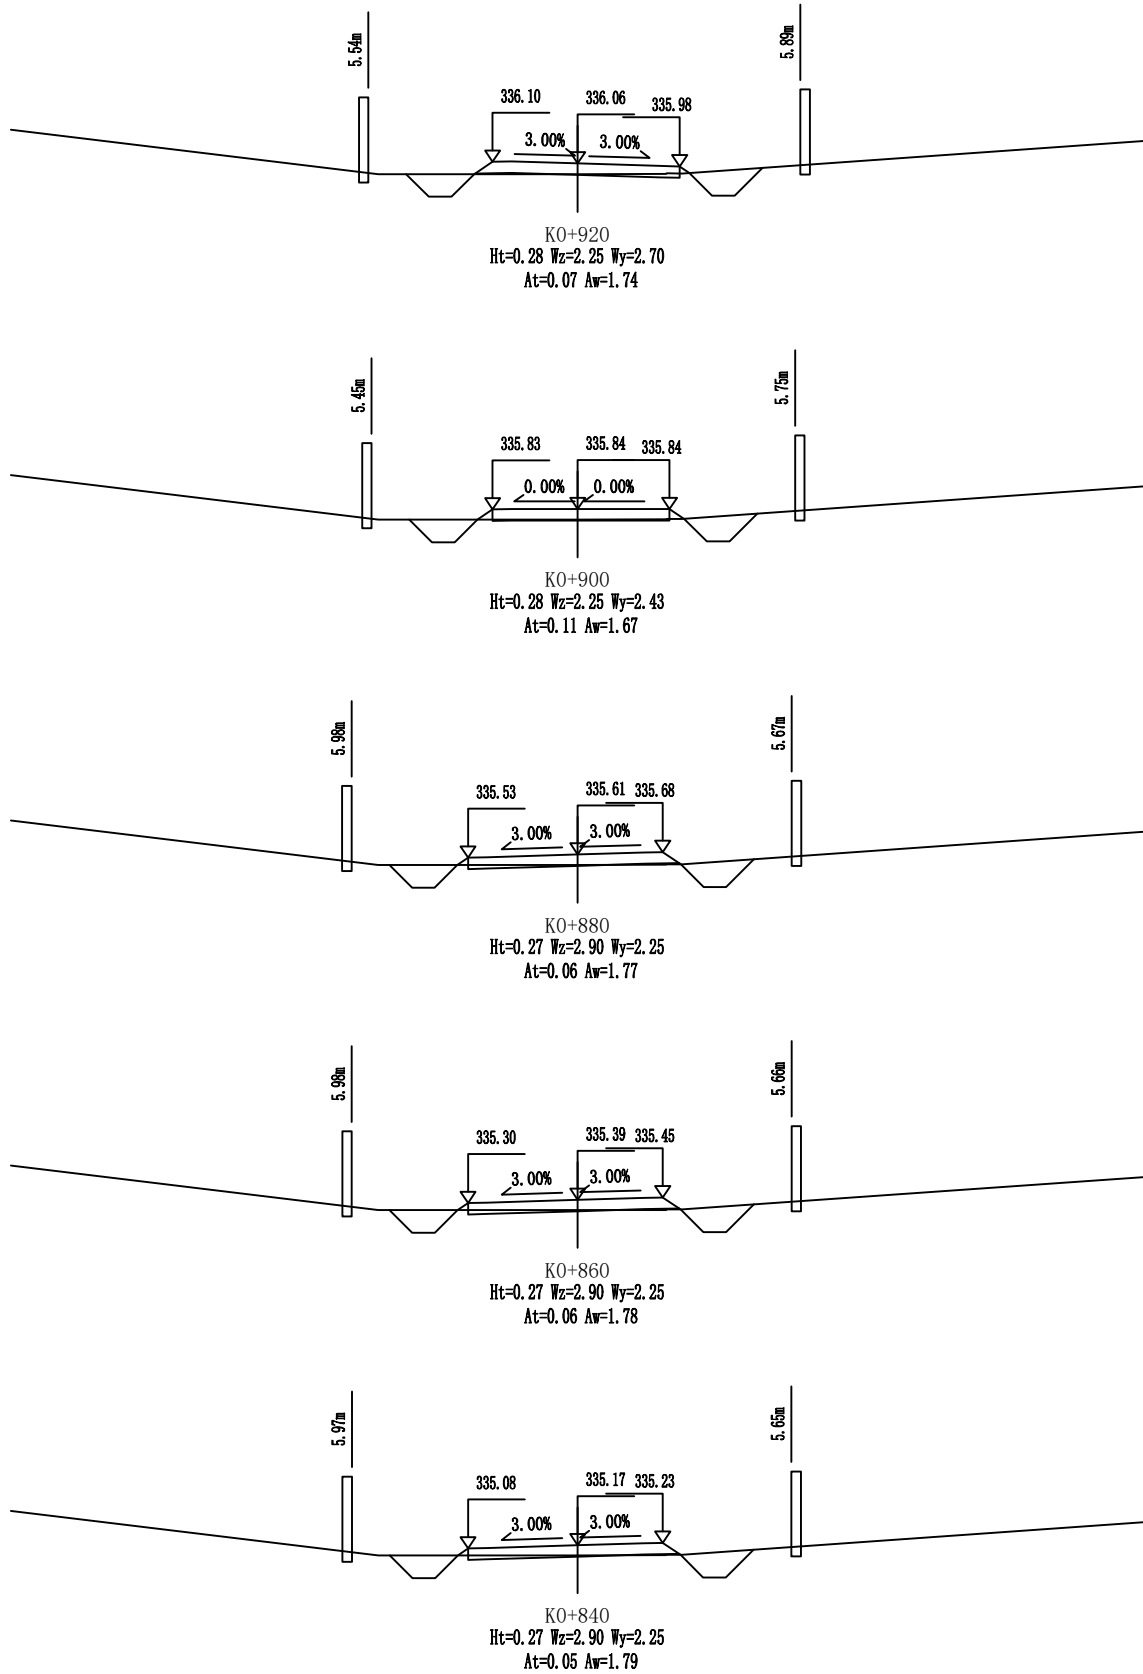 5.54m
5.89m
336.10 336.06 335.98
3.00% 3.00%
K0+920
Ht=0.28 Wz=2.25 Wy=2.70
At=0.07 Aw=1.74
5.45m
5.75m
335.83 335.84 335.84
0.00% 0.00%
K0+900
Ht=0.28 Wz=2.25 Wy=2.43
At=0.11 Aw=1.67
5.98m
5.67m
335.53 335.61 335.68
3.00% 3.00%
K0+880
Ht=0.27 Wz=2.90 Wy=2.25
At=0.06 Aw=1.77
5.98m
5.66m
335.30 335.39 335.45
3.00% 3.00%
K0+860
Ht=0.27 Wz=2.90 Wy=2.25
At=0.06 Aw=1.78
5.97m
5.65m
335.08 335.17 335.23
3.00% 3.00%
K0+840
Ht=0.27 Wz=2.90 Wy=2.25
At=0.05 Aw=1.79